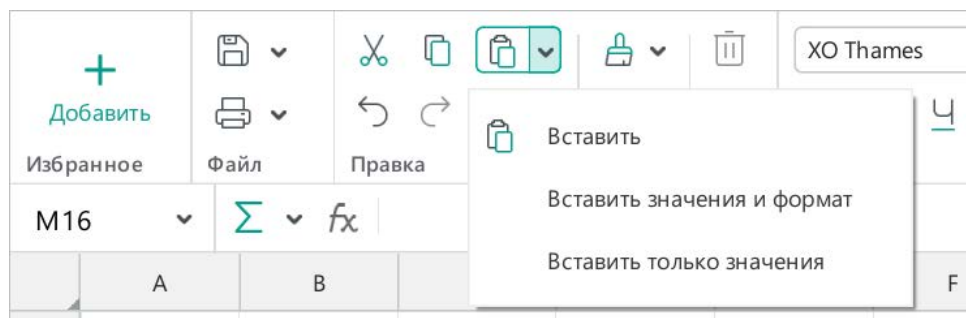 XO Thames
Добавить
Ч
Избранное
Файл
Правка
Вставить
Вставить значения и формат
Вставить только значения
M16
Σ
fx
A
B
F